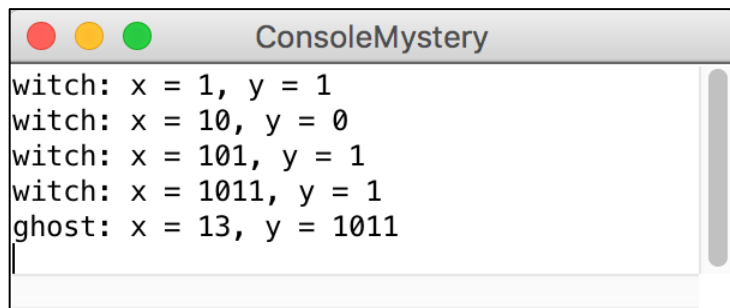 ConsoleMystery
witch: x = 1, y = 1
witch: x = 10, y = 0
witch: x = 101, y = 1
witch: x = 1011, y = 1
ghost: x = 13, y = 1011